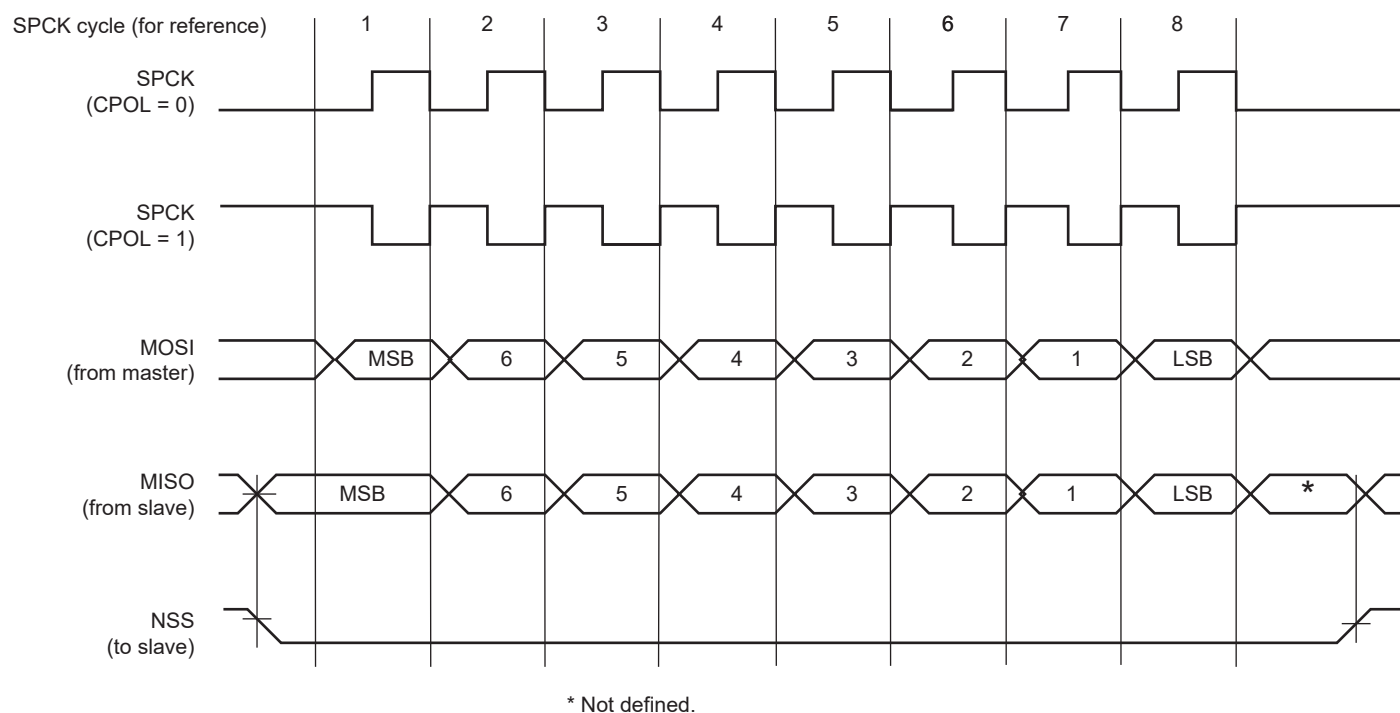 SPCK cycle (for reference) 1 2 3 4 5 6 7 8
SPCK
(CPOL = 0)
SPCK
(CPOL = 1)
MOSI
(from master)
MSB 6 5 4 3 2 1 LSB
MISO
(from slave)
MSB 6 5 4 3 2 1 LSB *
NSS
(to slave)
* Not defined.